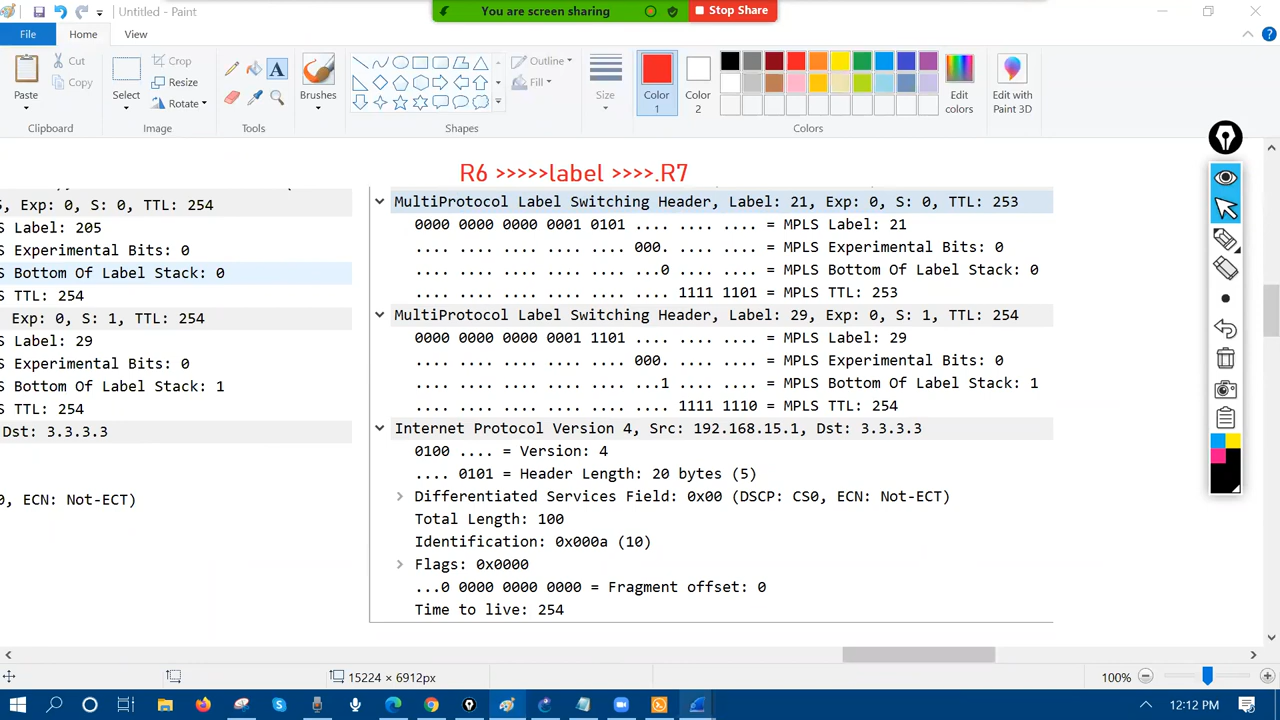 Untitled - Paint
You are screen sharing
Stop Share
File
Home
View
Paste
Cut
Copy
Clipboard
Select
Crop
Resize
Rotate
Image
Tools
Brushes
Shapes
Outline
Fill
Size
Color 1
Color 2
Edit colors
Colors
Edit with Paint 3D
R6 >>>>>label >>>>.R7
, Exp: 0, S: 0, TTL: 254
S Label: 205
S Experimental Bits: 0
S Bottom Of Label Stack: 0
S TTL: 254
Exp: 0, S: 1, TTL: 254
S Label: 29
S Experimental Bits: 0
S Bottom Of Label Stack: 1
S TTL: 254
Dst: 3.3.3.3
0, ECN: Not-ECT)
MultiProtocol Label Switching Header, Label: 21, Exp: 0, S: 0, TTL: 253
0000 0000 0000 0001 0101 .... .... .... = MPLS Label: 21
.... .... .... .... .... 000. .... .... = MPLS Experimental Bits: 0
.... .... .... .... .... ...0 .... .... = MPLS Bottom Of Label Stack: 0
.... .... .... .... .... .... 1111 1101 = MPLS TTL: 253
MultiProtocol Label Switching Header, Label: 29, Exp: 0, S: 1, TTL: 254
0000 0000 0000 0001 1101 .... .... .... = MPLS Label: 29
.... .... .... .... .... 000. .... .... = MPLS Experimental Bits: 0
.... .... .... .... .... ...1 .... .... = MPLS Bottom Of Label Stack: 1
.... .... .... .... .... .... 1111 1110 = MPLS TTL: 254
Internet Protocol Version 4, Src: 192.168.15.1, Dst: 3.3.3.3
0100 .... = Version: 4
.... 0101 = Header Length: 20 bytes (5)
Differentiated Services Field: 0x00 (DSCP: CS0, ECN: Not-ECT)
Total Length: 100
Identification: 0x000a (10)
Flags: 0x0000
...0 0000 0000 0000 = Fragment offset: 0
Time to live: 254
15224 × 6912px
100%
12:12 PM